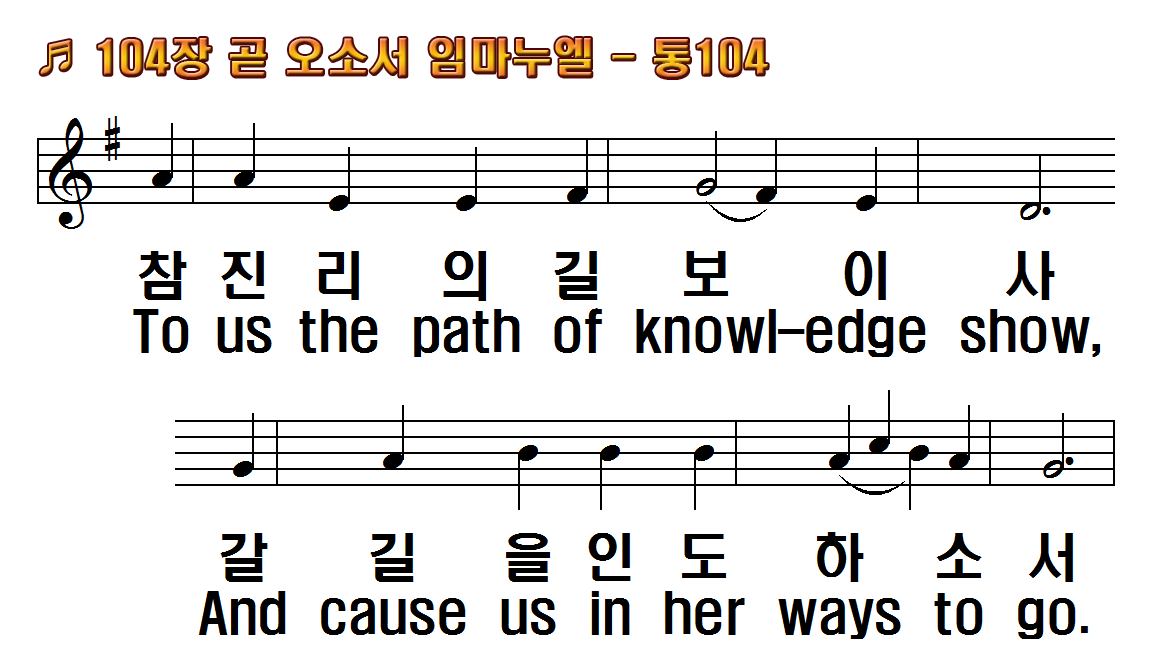 ♬ 104장 곧 오소서 임마누엘 - 통104
참 진 리 의 길 보 이 사
To us the path of knowl-edge show,
갈 길 을 인 도 하 소 서
And cause us in her ways to go.